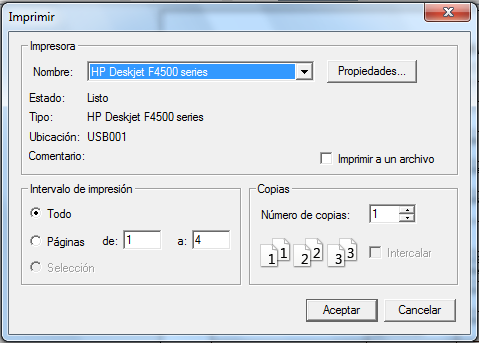 Imprimir
Impresora
Nombre: HP Deskjet F4500 series Propiedades...
Estado: Listo
Tipo: HP Deskjet F4500 series
Ubicación: USB001
Comentario: Imprimir a un archivo
Intervalo de impresión
Todo
Páginas de: 1 a: 4
Selección
Copias
Número de copias: 1
1 1 2 2 3 3 Intercalar
Aceptar Cancelar